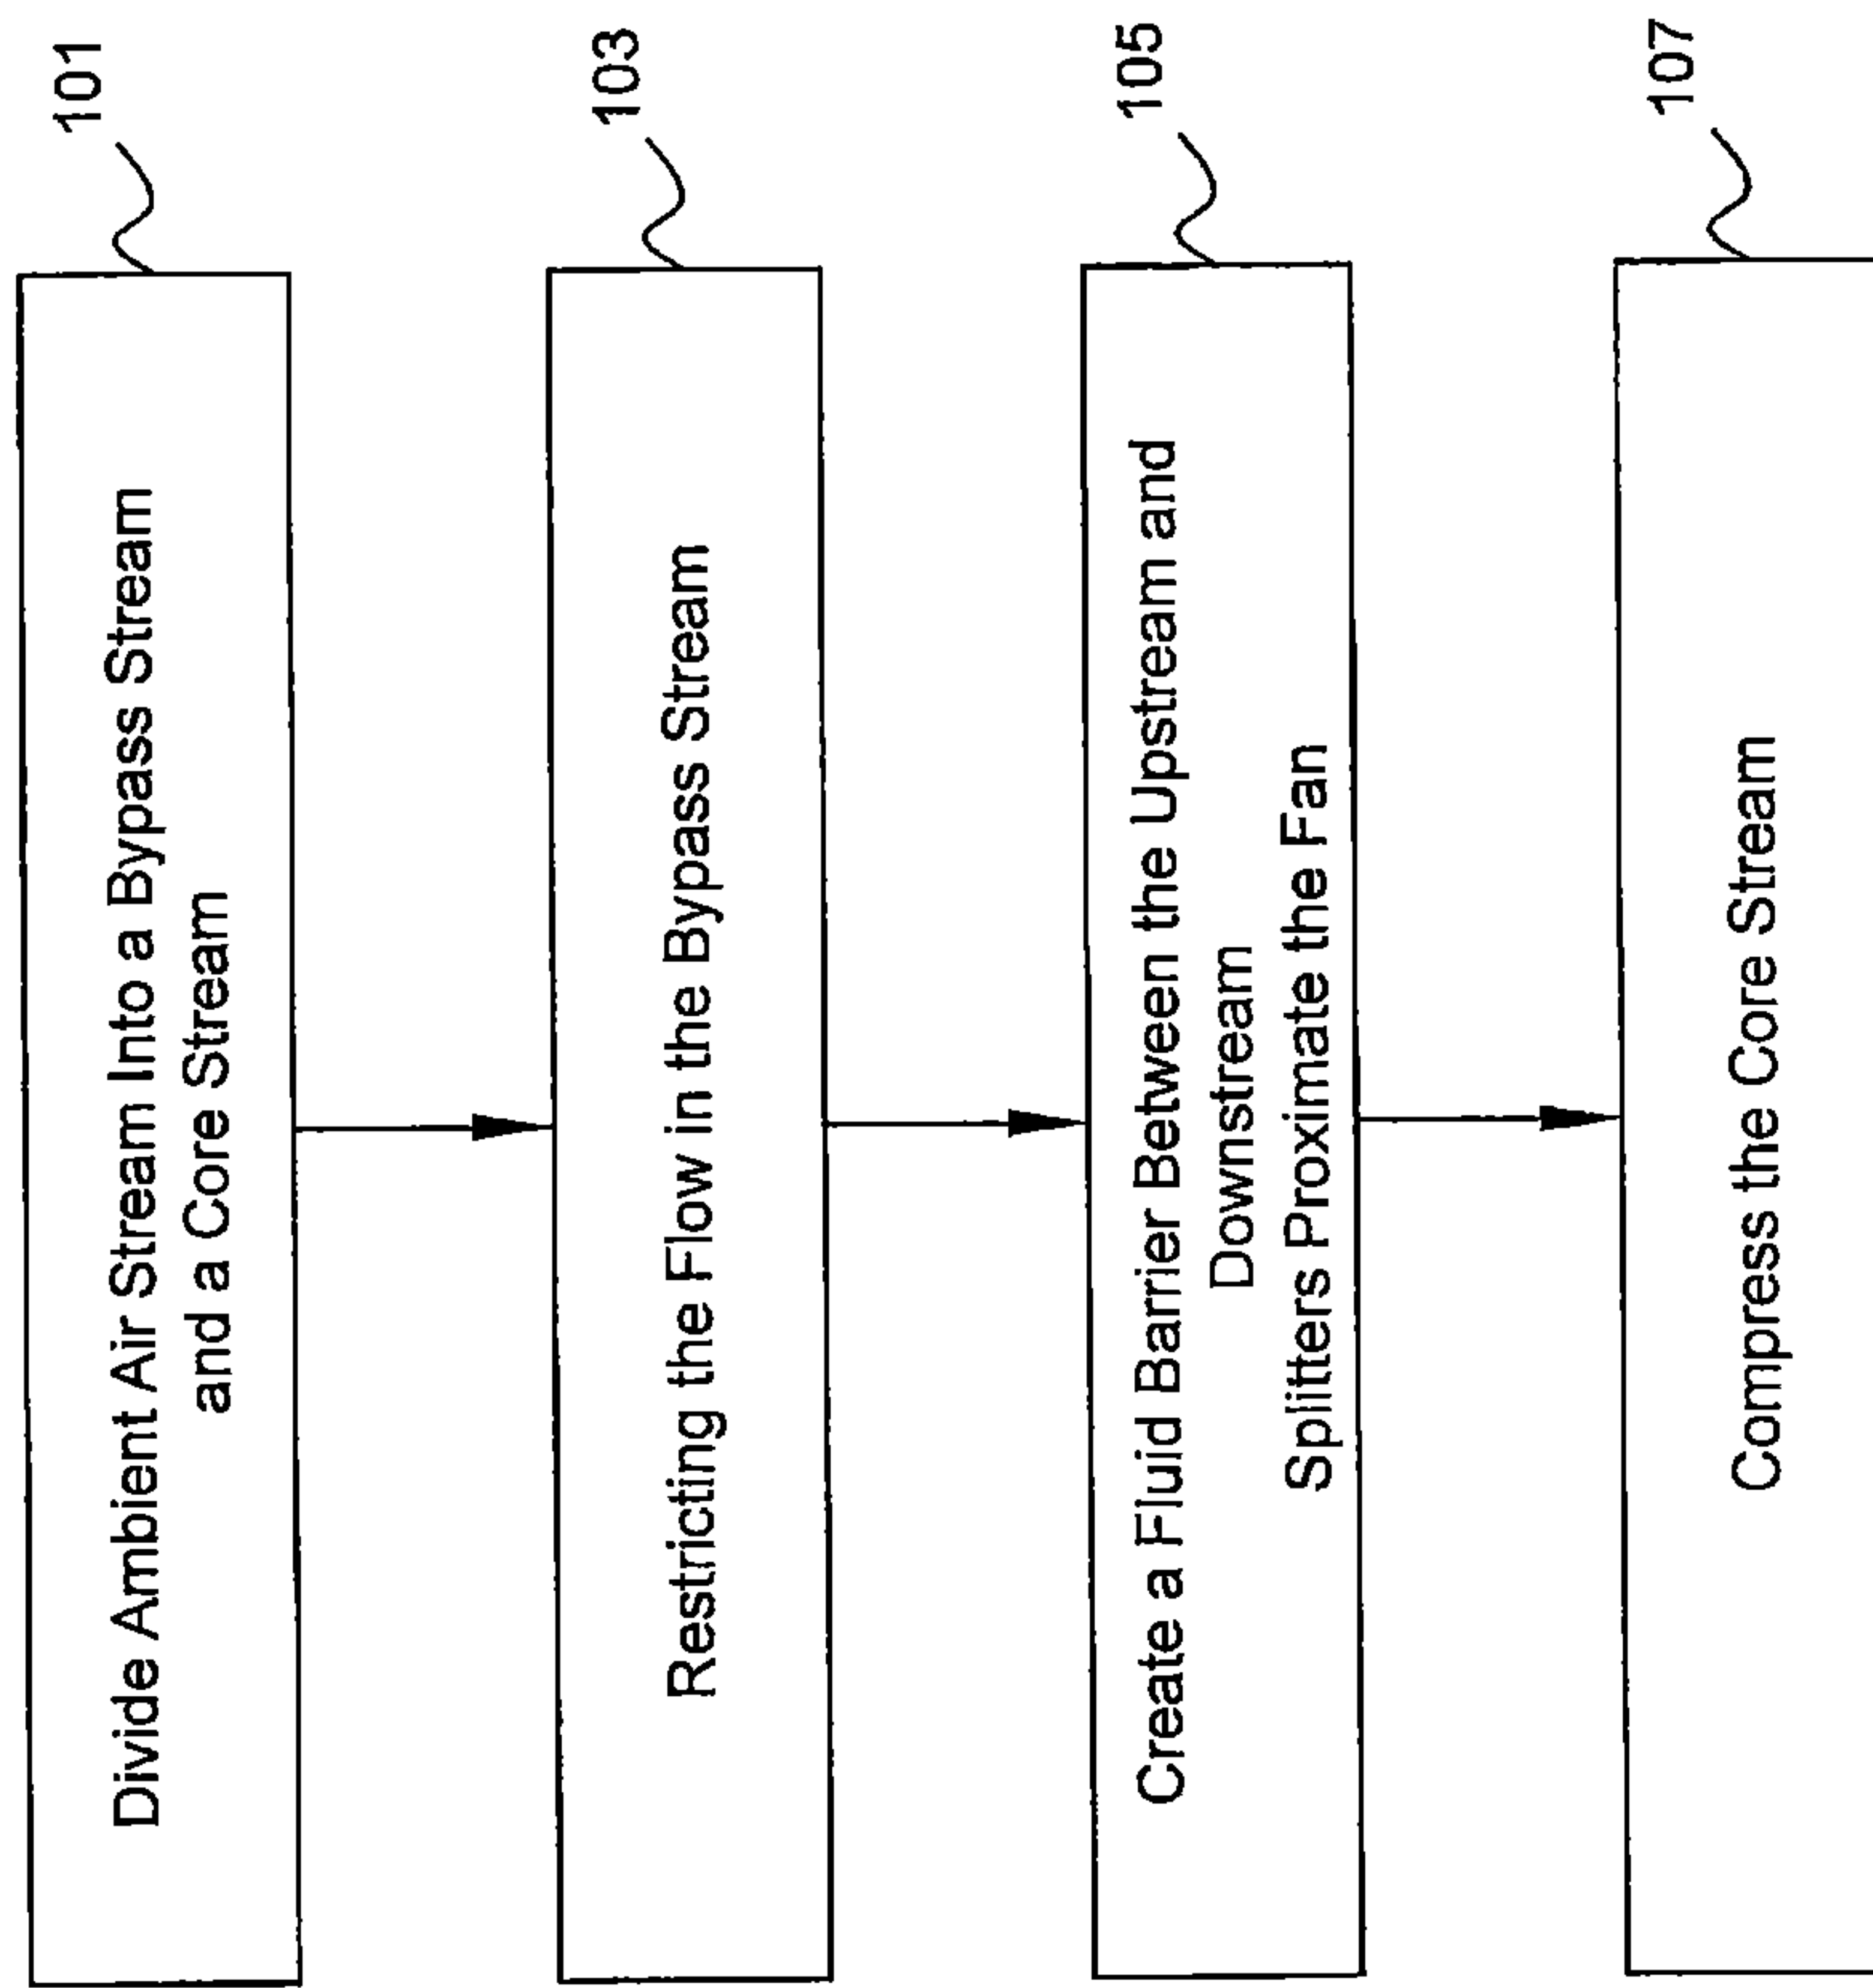 101
Divide Ambient Air Stream Into a Bypass Stream
and a Core Stream
103
Restricting the Flow in the Bypass Stream
105
Create a Fluid Barrier Between the Upstream and
Downstream
Splitters Proximate the Fan
107
Compress the Core Stream